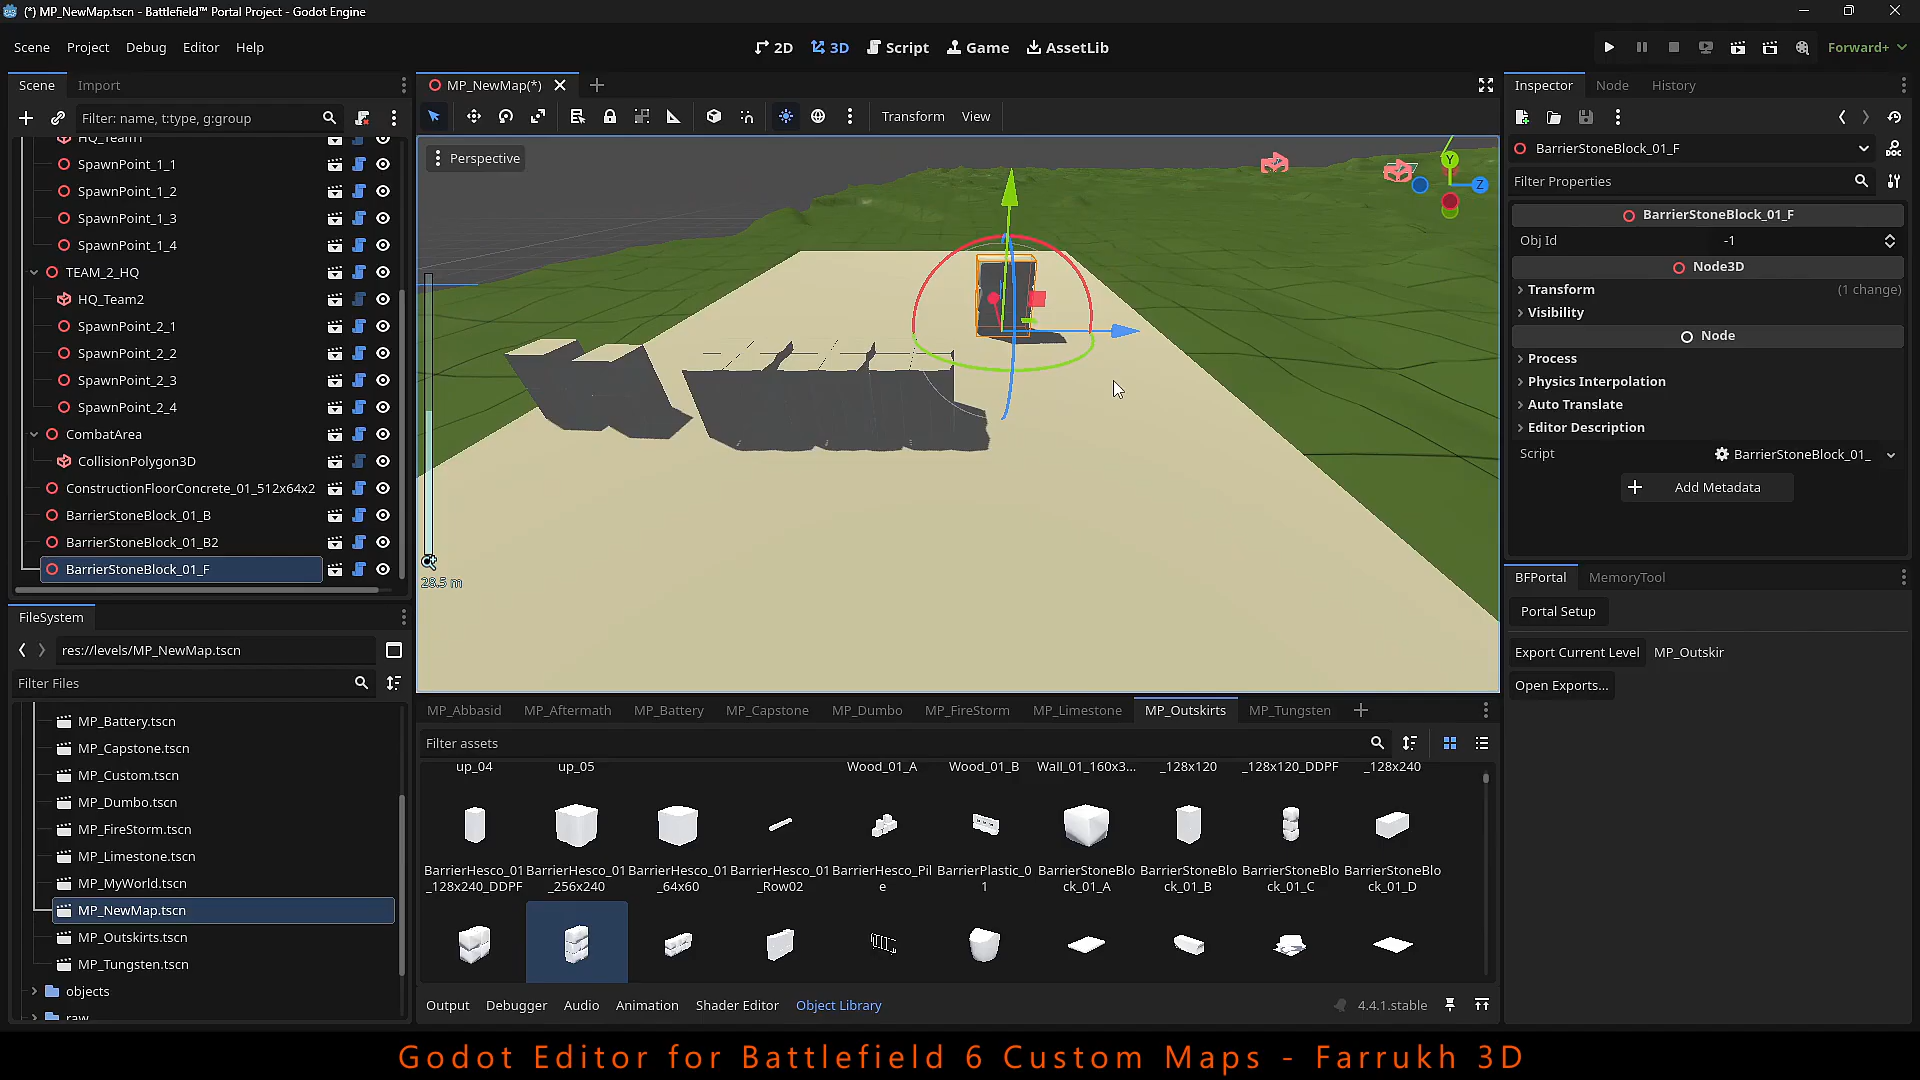 (*) MP_NewMap.tscn - Battlefield™ Portal Project - Godot Engine
Scene Project Debug Editor Help
2D 3D Script Game AssetLib
Forward+
Scene Import
Filter: name, t:type, g:group
HQ_Team1
SpawnPoint_1_1
SpawnPoint_1_2
SpawnPoint_1_3
SpawnPoint_1_4
TEAM_2_HQ
HQ_Team2
SpawnPoint_2_1
SpawnPoint_2_2
SpawnPoint_2_3
SpawnPoint_2_4
CombatArea
CollisionPolygon3D
ConstructionFloorConcrete_01_512x64x2
BarrierStoneBlock_01_B
BarrierStoneBlock_01_B2
BarrierStoneBlock_01_F
FileSystem
res://levels/MP_NewMap.tscn
Filter Files
MP_Battery.tscn
MP_Capstone.tscn
MP_Custom.tscn
MP_Dumbo.tscn
MP_FireStorm.tscn
MP_Limestone.tscn
MP_MyWorld.tscn
MP_NewMap.tscn
MP_Outskirts.tscn
MP_Tungsten.tscn
objects
raw
MP_NewMap(*)
Transform View
Perspective
Y
Z
28.5 m
MP_Abbasid MP_Aftermath MP_Battery MP_Capstone MP_Dumbo MP_FireStorm MP_Limestone MP_Outskirts MP_Tungsten
Filter assets
up_04 up_05 Wood_01_A Wood_01_B Wall_01_160x3... _128x120 _128x120_DDPF _128x240
BarrierHesco_01 BarrierHesco_01 BarrierHesco_01 BarrierHesco_01 BarrierHesco_Pil BarrierPlastic_0 BarrierStoneBlo BarrierStoneBlo BarrierStoneBlo BarrierStoneBlo
_128x240_DDPF _256x240 _64x60 _Row02 e 1 ck_01_A ck_01_B ck_01_C ck_01_D
Output Debugger Audio Animation Shader Editor Object Library
4.4.1.stable
Inspector Node History
BarrierStoneBlock_01_F
Filter Properties
BarrierStoneBlock_01_F
Obj Id -1
Node3D
Transform (1 change)
Visibility
Node
Process
Physics Interpolation
Auto Translate
Editor Description
Script BarrierStoneBlock_01_
Add Metadata
BFPortal MemoryTool
Portal Setup
Export Current Level MP_Outskir
Open Exports...
Godot Editor for Battlefield 6 Custom Maps - Farrukh 3D